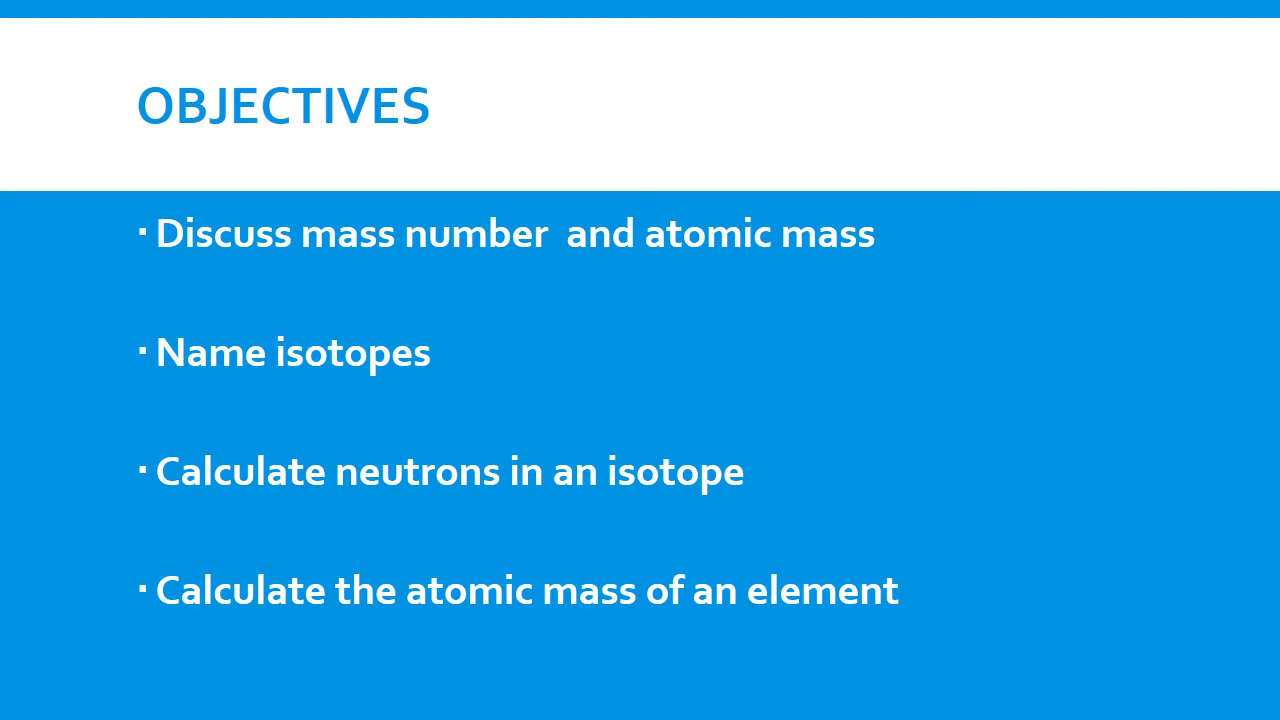 OBJECTIVES
▪ Discuss mass number  and atomic mass
▪ Name isotopes
▪ Calculate neutrons in an isotope
▪ Calculate the atomic mass of an element